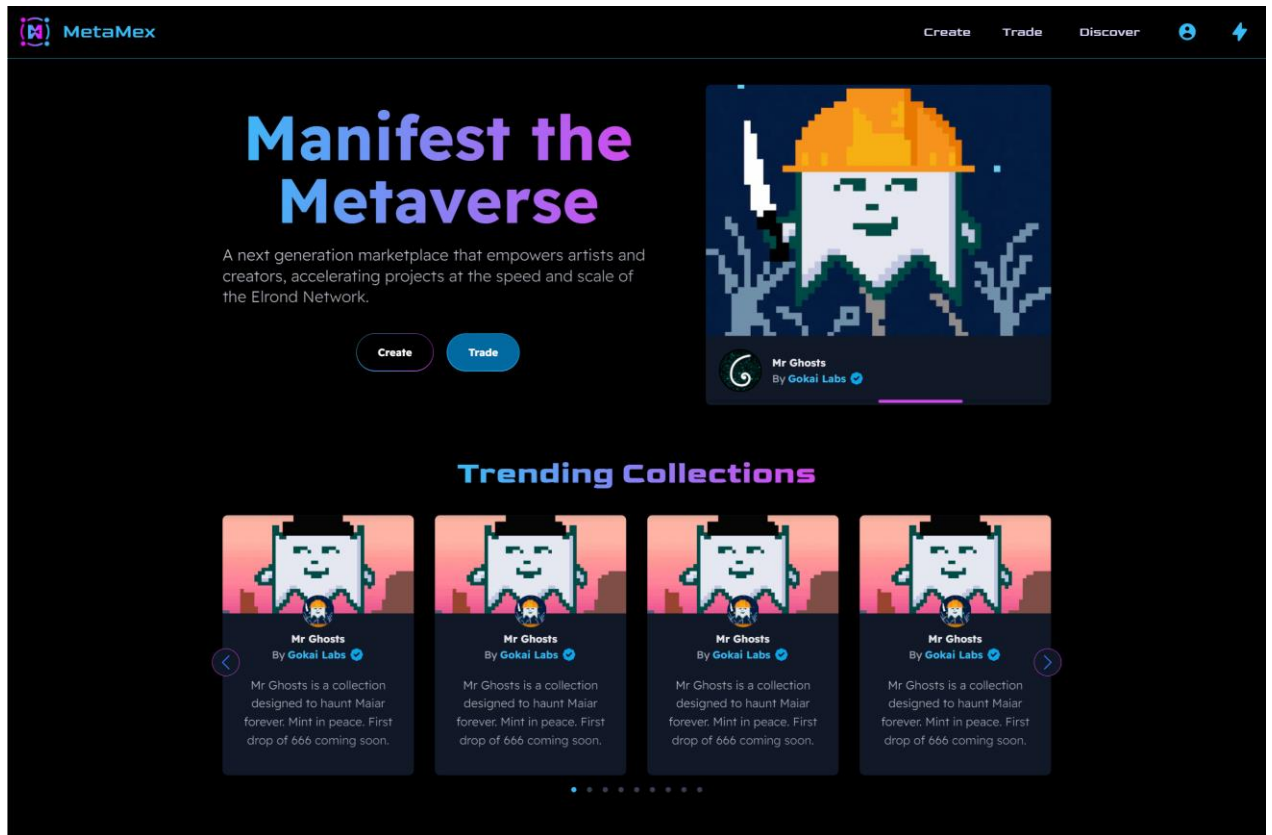 MetaMex
Create Trade Discover
Manifest the
Metaverse
A next generation marketplace that empowers artists and
creators, accelerating projects at the speed and scale of
the Elrond Network.
Create Trade
Mr Ghosts
By Gokai Labs
Trending Collections
Mr Ghosts
By Gokai Labs
Mr Ghosts is a collection
designed to haunt Maiar
forever. Mint in peace. First
drop of 666 coming soon.
Mr Ghosts
By Gokai Labs
Mr Ghosts is a collection
designed to haunt Maiar
forever. Mint in peace. First
drop of 666 coming soon.
Mr Ghosts
By Gokai Labs
Mr Ghosts is a collection
designed to haunt Maiar
forever. Mint in peace. First
drop of 666 coming soon.
Mr Ghosts
By Gokai Labs
Mr Ghosts is a collection
designed to haunt Maiar
forever. Mint in peace. First
drop of 666 coming soon.